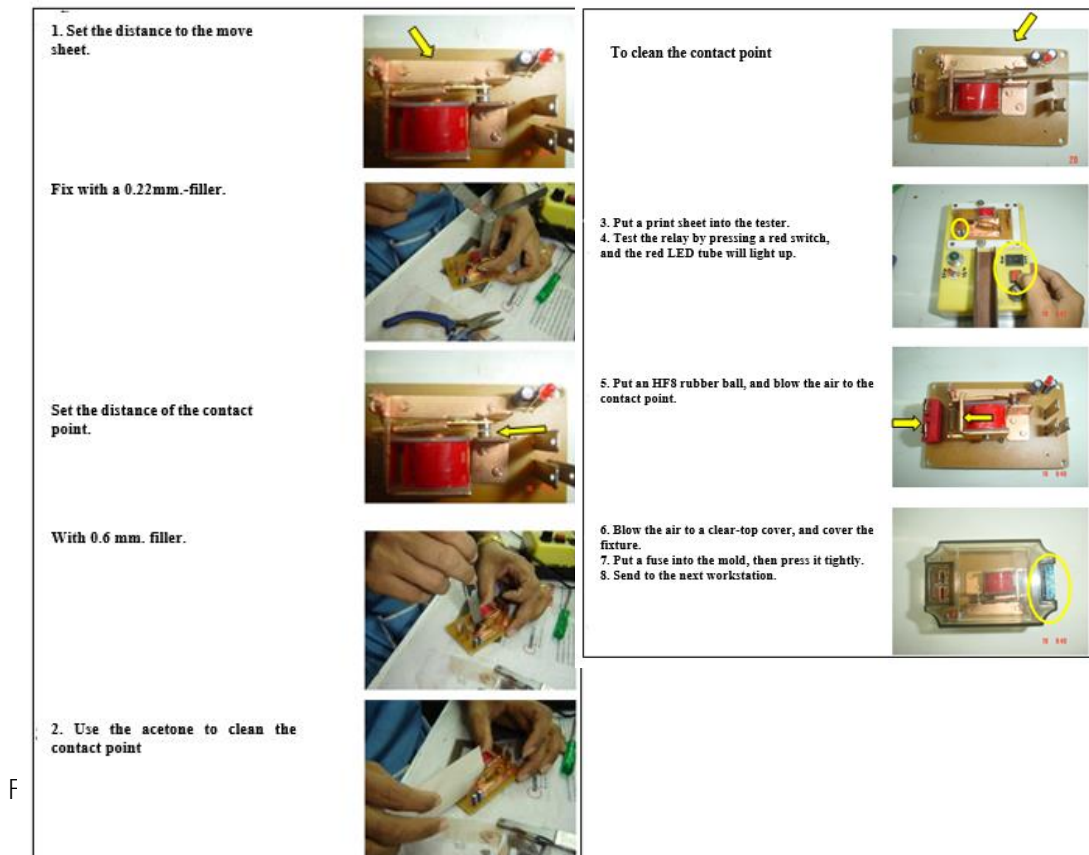 1. Set the distance to the move
sheet.
Fix with a 0.22mm.-filler.
Set the distance of the contact
point.
With 0.6 mm. filler.
2. Use the acetone to clean the
contact point
F
To clean the contact point
3. Put a print sheet into the tester.
4. Test the relay by pressing a red switch,
and the red LED tube will light up.
5. Put an HF8 rubber ball, and blow the air to the
contact point.
6. Blow the air to a clear-top cover, and cover the
fixture.
7. Put a fuse into the mold, then press it tightly.
8. Send to the next workstation.